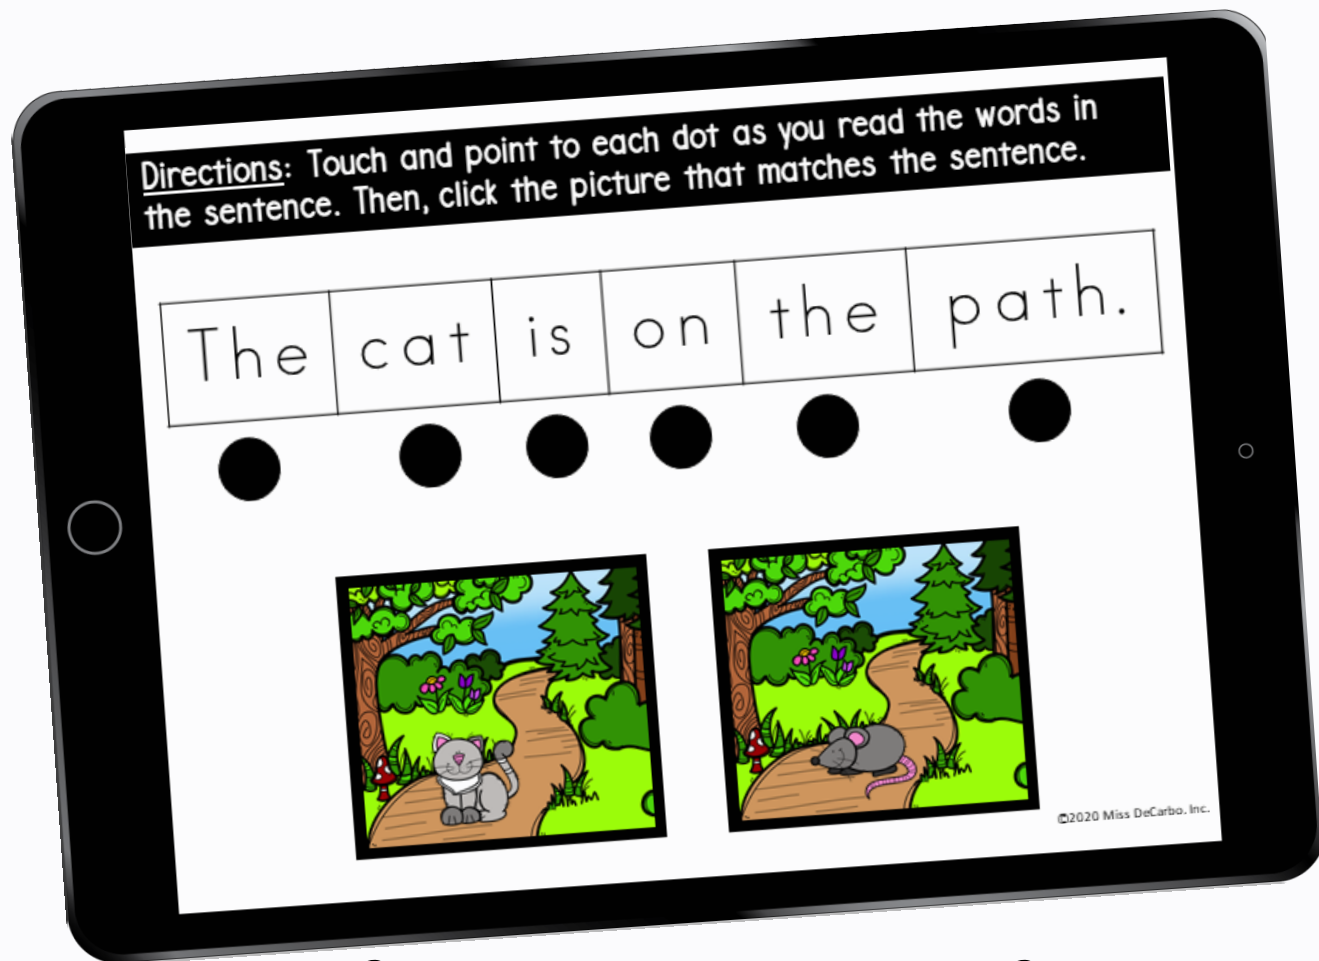 Directions: Touch and point to each dot as you read the words in
the sentence. Then, click the picture that matches the sentence.
The cat is on the path.
©2020 Miss DeCarbo, Inc.